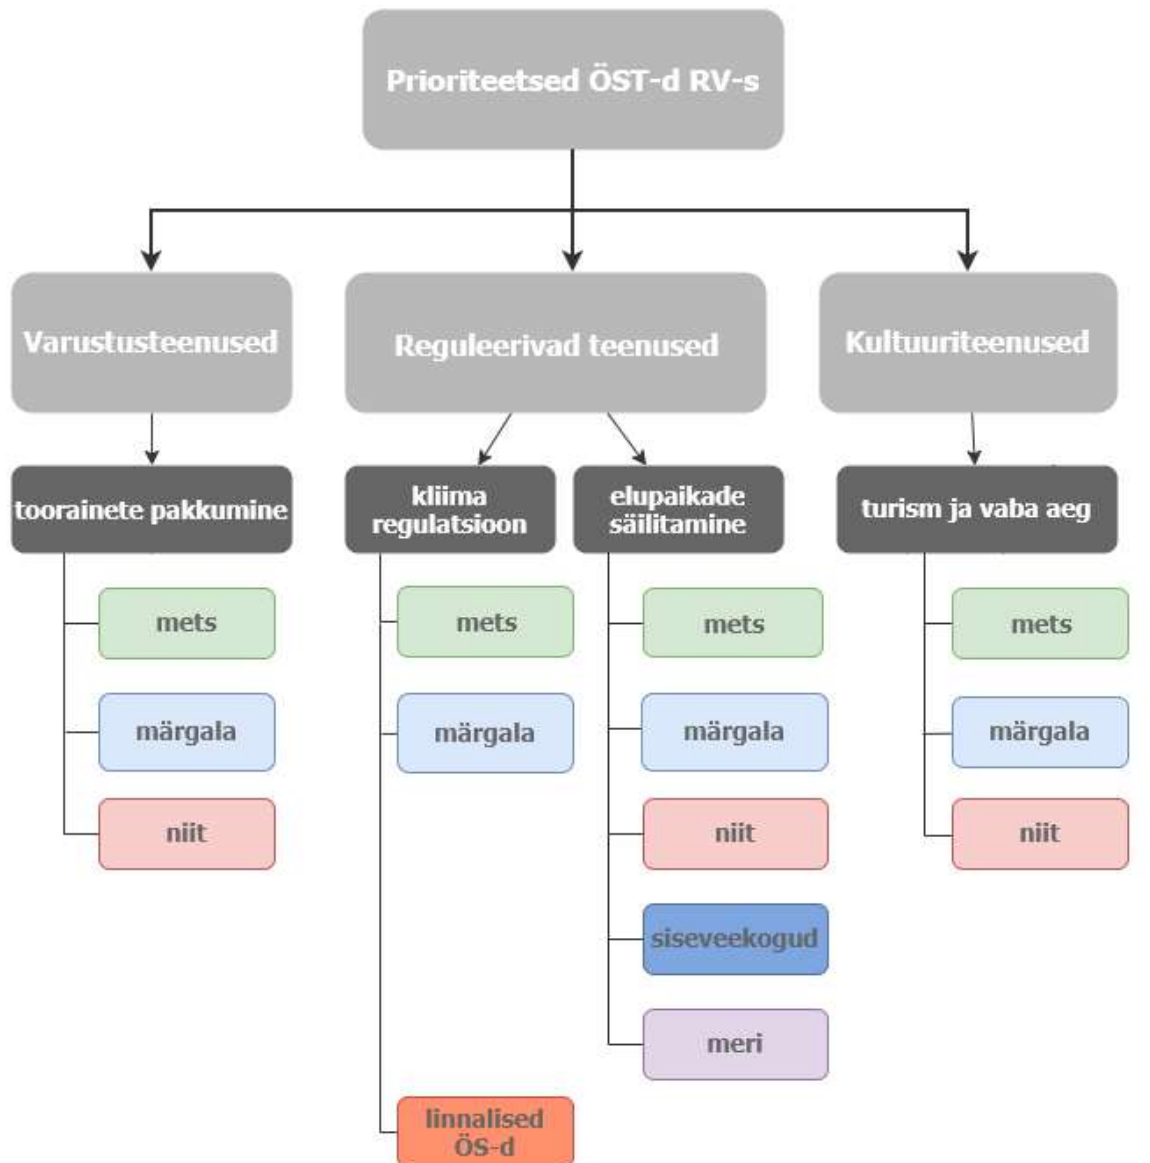 Prioriteetsed ÖST-d RV-s
Varustusteenused
Reguleerivad teenused
Kultuuriteenused
toorainete pakkumine
kliima
regulatsioon
elupaikade
säilitamine
turism ja vaba aeg
mets
märgala
niit
mets
märgala
linnalised
ÖS-d
mets
märgala
niit
siseveekogud
meri
mets
märgala
niit